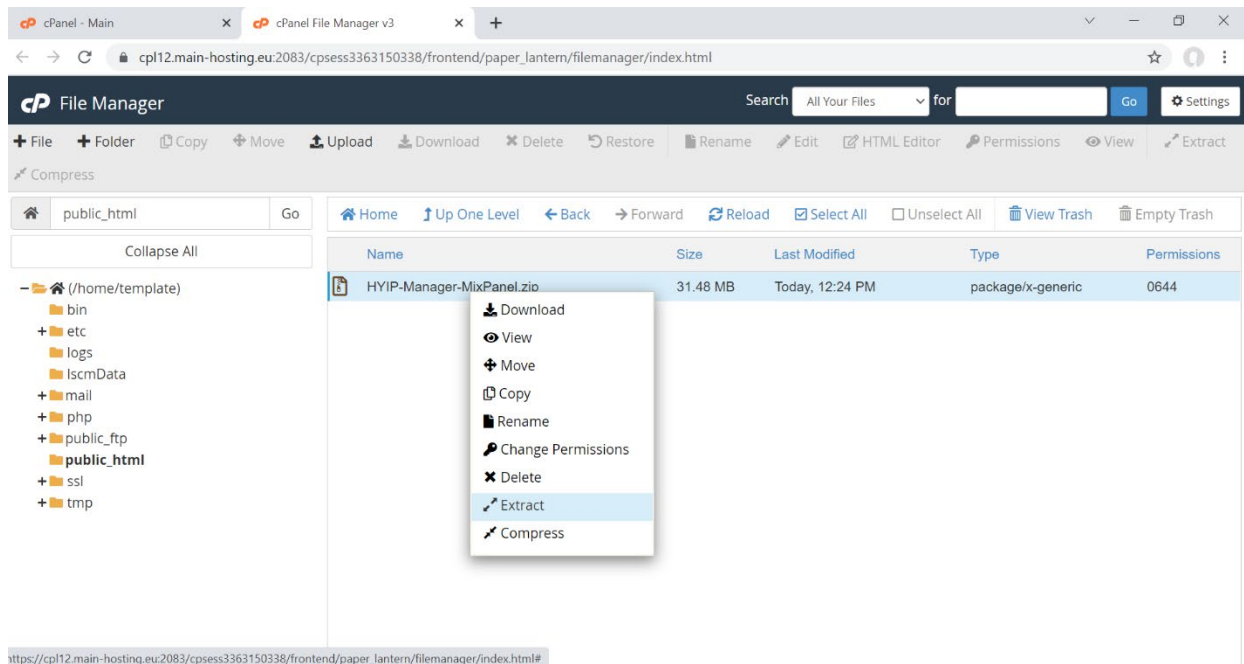 cPanel - Main
cPanel File Manager v3
cpl12.main-hosting.eu:2083/cpsess3363150338/frontend/paper_lantern/filemanager/index.html
cP File Manager
Search All Your Files for Go Settings
File Folder Copy Move Upload Download Delete Restore Rename Edit HTML Editor Permissions View Extract
Compress
public_html Go
Home Up One Level Back Forward Reload Select All Unselect All View Trash Empty Trash
Collapse All
Name Size Last Modified Type Permissions
HYIP-Manager-MixPanel.zip 31.48 MB Today, 12:24 PM package/x-generic 0644
(/home/template)
bin
etc
logs
lscmData
mail
php
public_ftp
public_html
ssl
tmp
Download
View
Move
Copy
Rename
Change Permissions
Delete
Extract
Compress
https://cpl12.main-hosting.eu:2083/cpsess3363150338/frontend/paper_lantern/filemanager/index.html#